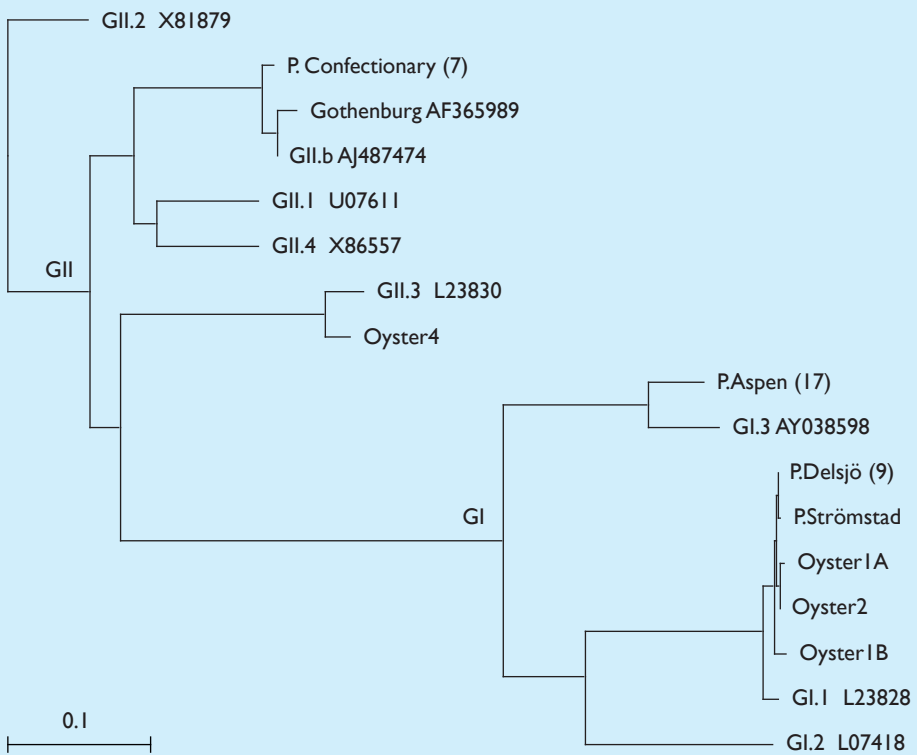 GII.2 X81879
P. Confectionary (7)
Gothenburg AF365989
GII.b AJ487474
GII.1 U07611
GII.4 X86557
GII
GII.3 L23830
Oyster4
P.Aspen (17)
GI.3 AY038598
P.Delsjö (9)
GI
P.Strömstad
Oyster1A
Oyster2
Oyster1B
GI.1 L23828
0.1
GI.2 L07418